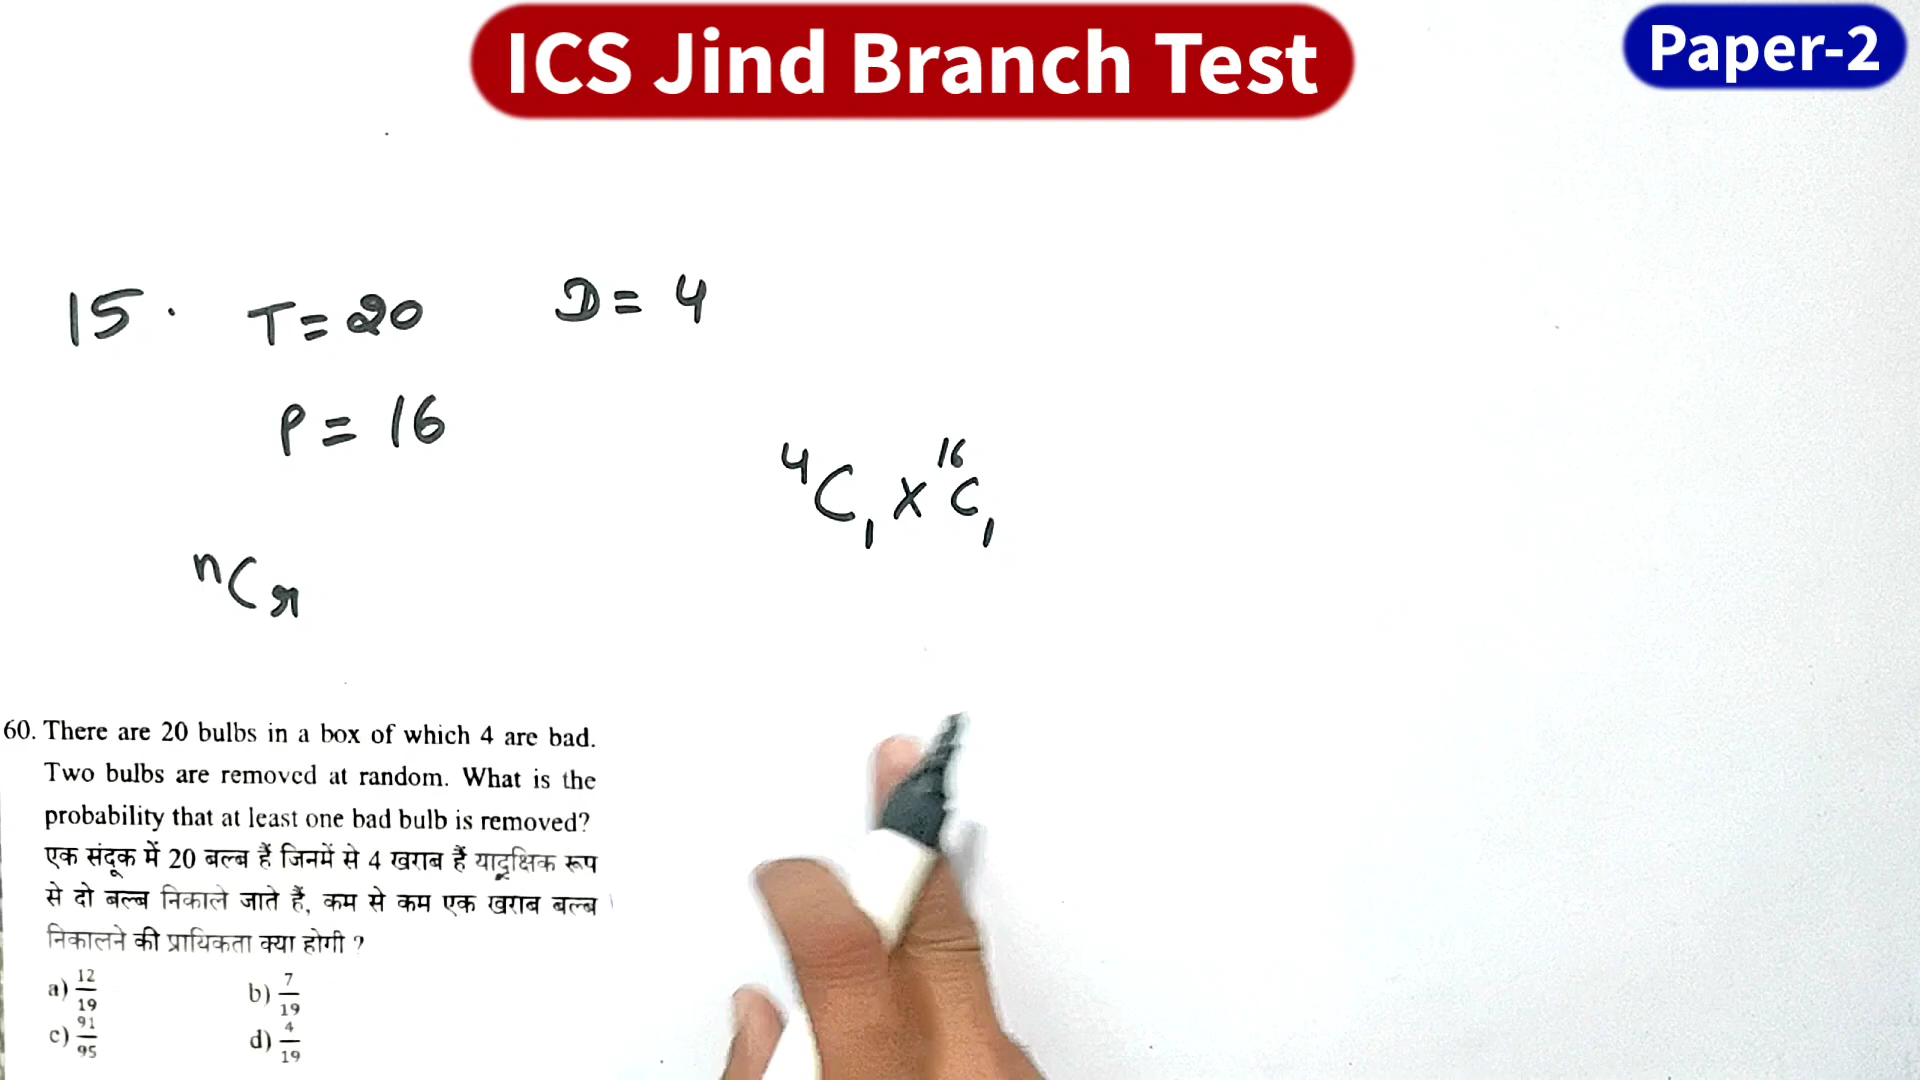 ICS Jind Branch Test
Paper-2
15. T = 20 D = 4
P = 16
⁴C₁ × ¹⁶C₁
ⁿCᵣ
60. There are 20 bulbs in a box of which 4 are bad.
Two bulbs are removed at random. What is the
probability that at least one bad bulb is removed?
एक संदूक में 20 बल्ब हैं जिनमें से 4 खराब हैं यादृक्षिक रूप
से दो बल्ब निकाले जाते हैं, कम से कम एक खराब बल्ब
निकालने की प्रायिकता क्या होगी ?
a) 12/19 b) 7/19
c) 91/95 d) 4/19